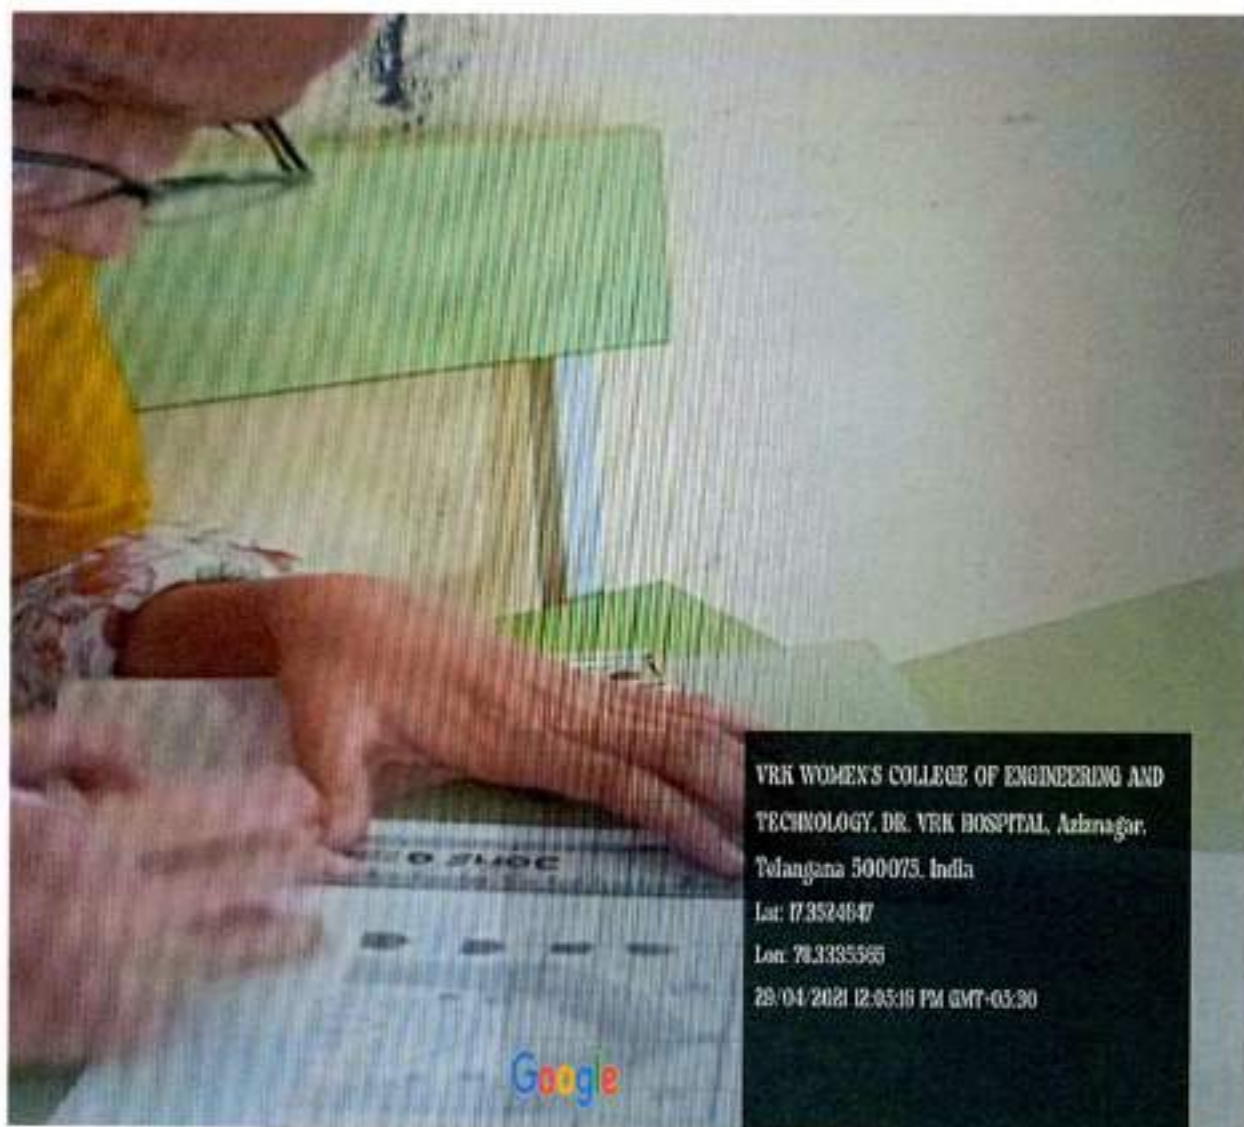 VRK WOMEN'S COLLEGE OF ENGINEERING AND
TECHNOLOGY, DR. VRK HOSPITAL, Aziznagar,
Telangana 500075, India
Lat: 17.3524647
Lon: 78.3335565
29/04/2021 12:05:16 PM GMT+05:30
Google